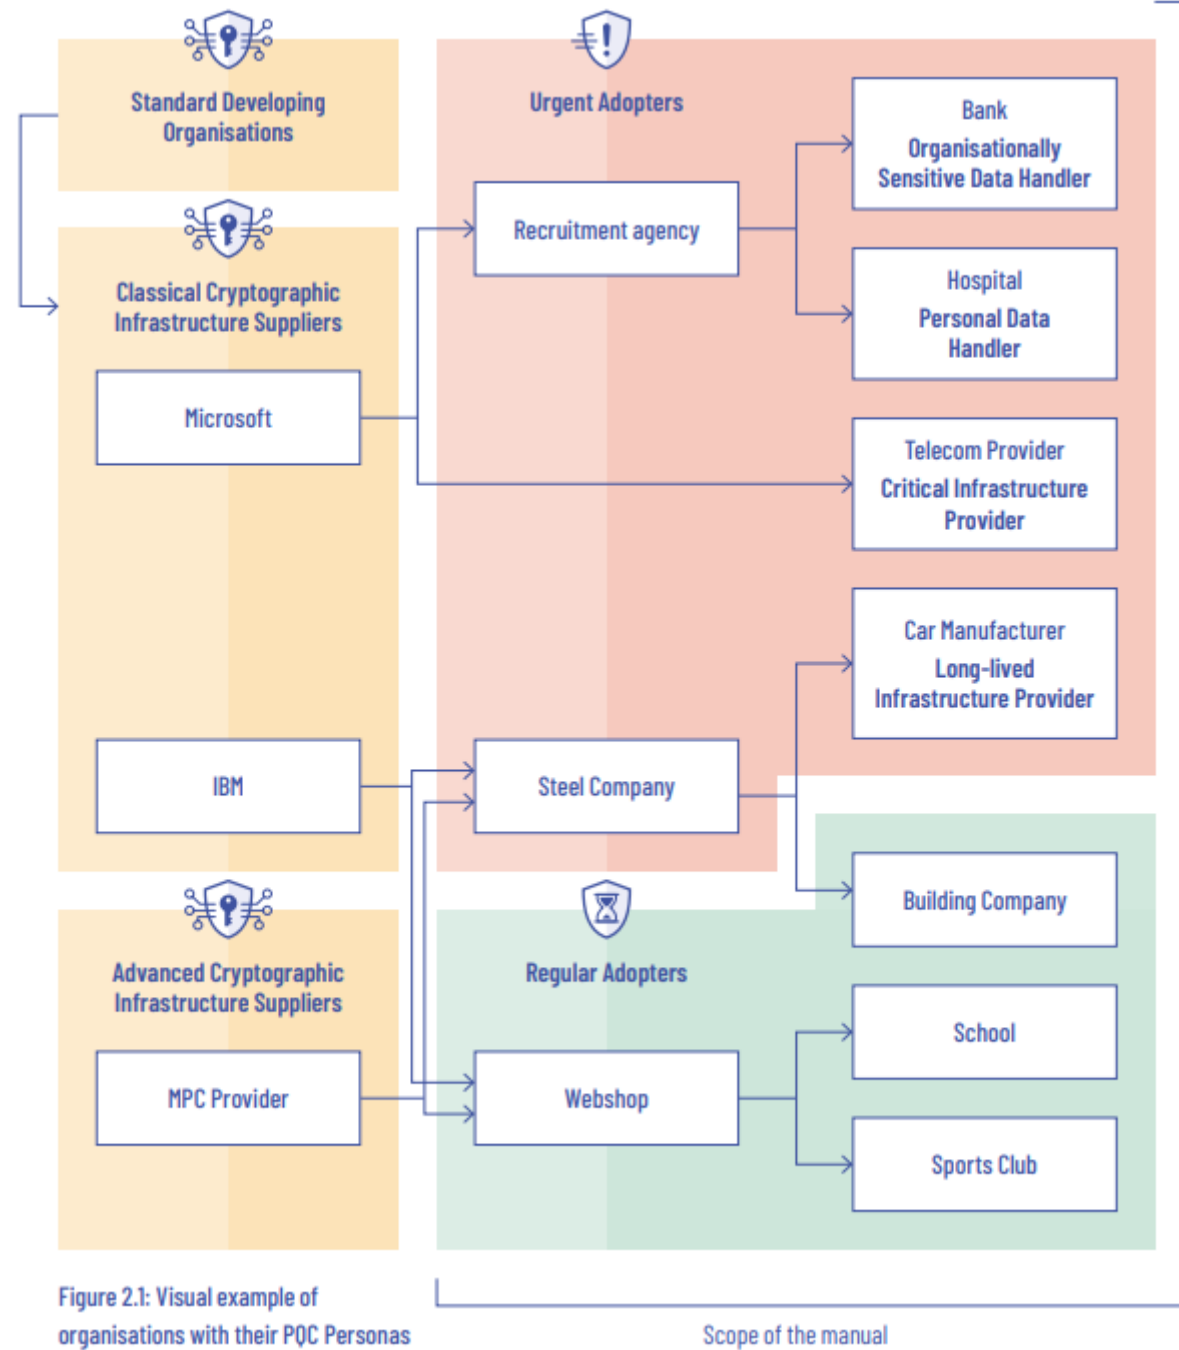 Standard Developing
Organisations
Classical Cryptographic
Infrastructure Suppliers
Microsoft
IBM
Advanced Cryptographic
Infrastructure Suppliers
MPC Provider
Urgent Adopters
Recruitment agency
Bank
Organisationally
Sensitive Data Handler
Hospital
Personal Data
Handler
Telecom Provider
Critical Infrastructure
Provider
Car Manufacturer
Long-lived
Infrastructure Provider
Steel Company
Building Company
Regular Adopters
Webshop
School
Sports Club
Figure 2.1: Visual example of
organisations with their PQC Personas
Scope of the manual